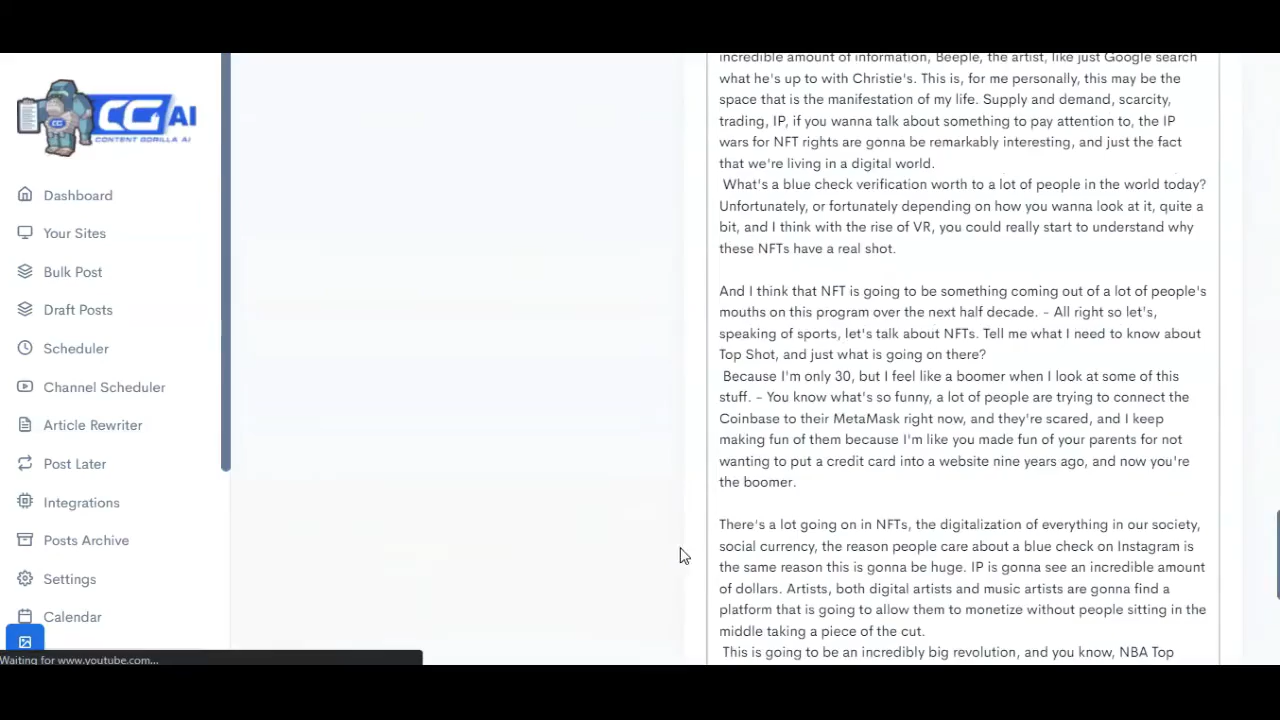 CG AI
CONTENT GORILLA AI
Dashboard
Your Sites
Bulk Post
Draft Posts
Scheduler
Channel Scheduler
Article Rewriter
Post Later
Integrations
Posts Archive
Settings
Calendar
Waiting for www.youtube.com...
incredible amount of information, Beeple, the artist, like just Google search
what he's up to with Christie's. This is, for me personally, this may be the
space that is the manifestation of my life. Supply and demand, scarcity,
trading, IP, if you wanna talk about something to pay attention to, the IP
wars for NFT rights are gonna be remarkably interesting, and just the fact
that we're living in a digital world.
What's a blue check verification worth to a lot of people in the world today?
Unfortunately, or fortunately depending on how you wanna look at it, quite a
bit, and I think with the rise of VR, you could really start to understand why
these NFTs have a real shot.
And I think that NFT is going to be something coming out of a lot of people's
mouths on this program over the next half decade. - All right so let's,
speaking of sports, let's talk about NFTs. Tell me what I need to know about
Top Shot, and just what is going on there?
Because I'm only 30, but I feel like a boomer when I look at some of this
stuff. - You know what's so funny, a lot of people are trying to connect the
Coinbase to their MetaMask right now, and they're scared, and I keep
making fun of them because I'm like you made fun of your parents for not
wanting to put a credit card into a website nine years ago, and now you're
the boomer.
There's a lot going on in NFTs, the digitalization of everything in our society,
social currency, the reason people care about a blue check on Instagram is
the same reason this is gonna be huge. IP is gonna see an incredible amount
of dollars. Artists, both digital artists and music artists are gonna find a
platform that is going to allow them to monetize without people sitting in the
middle taking a piece of the cut.
This is going to be an incredibly big revolution, and you know, NBA Top